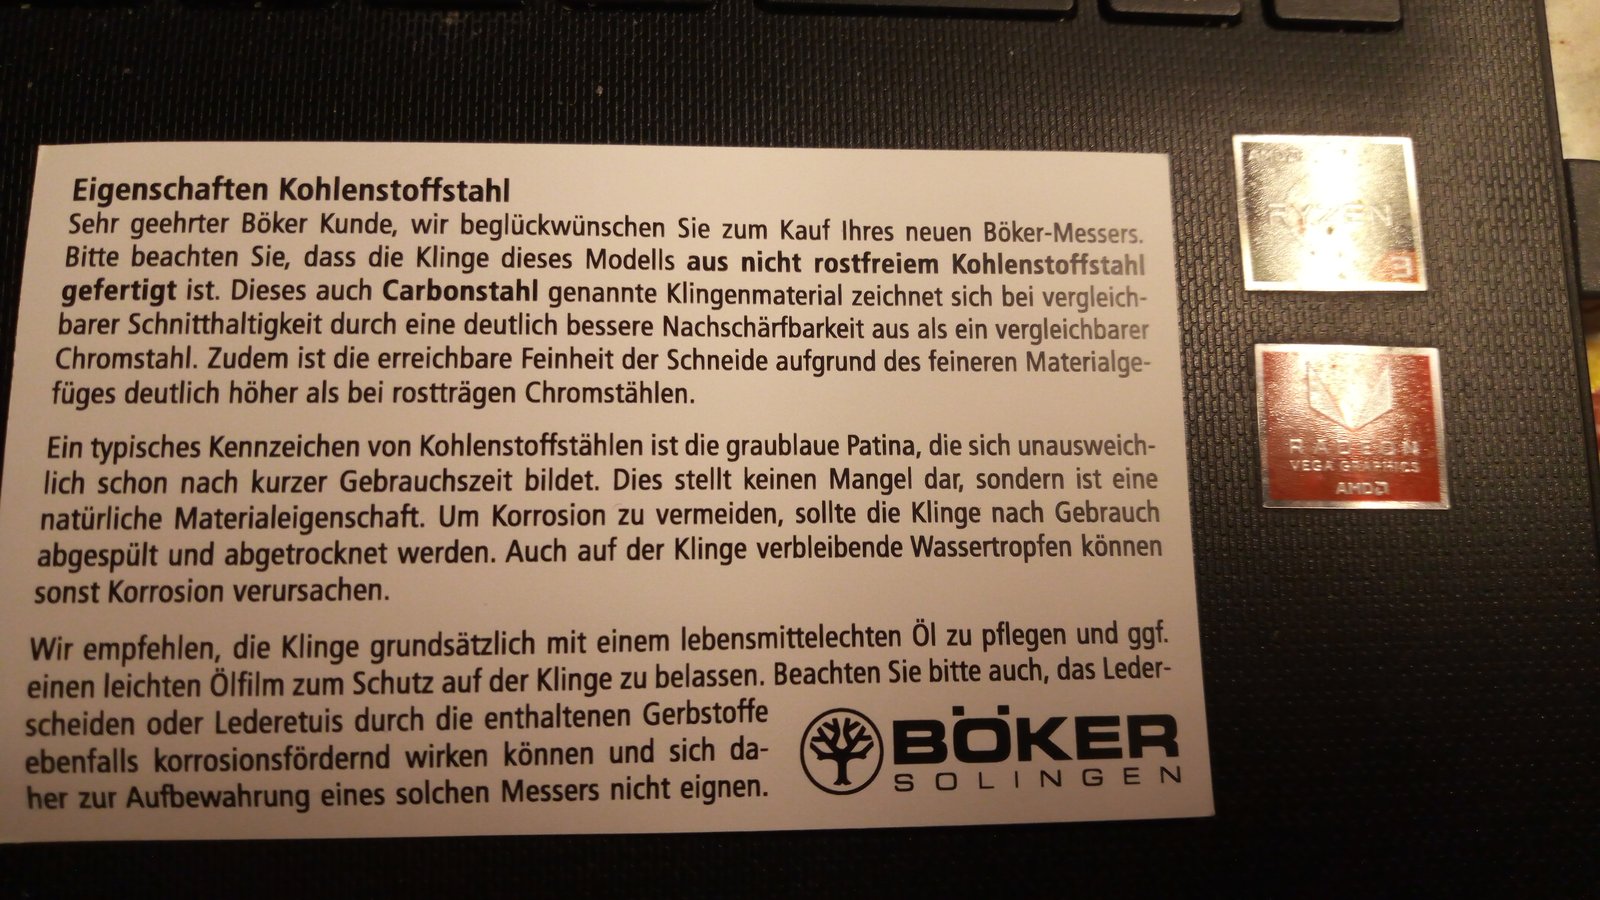 Eigenschaften Kohlenstoffstahl
Sehr geehrter Böker Kunde, wir beglückwünschen Sie zum Kauf Ihres neuen Böker-Messers.
Bitte beachten Sie, dass die Klinge dieses Modells aus nicht rostfreiem Kohlenstoffstahl
gefertigt ist. Dieses auch Carbonstahl genannte Klingenmaterial zeichnet sich bei vergleich-
barer Schnitthaltigkeit durch eine deutlich bessere Nachschärfbarkeit aus als ein vergleichbarer
Chromstahl. Zudem ist die erreichbare Feinheit der Schneide aufgrund des feineren Materialge-
füges deutlich höher als bei rostträgen Chromstählen.
Ein typisches Kennzeichen von Kohlenstoffstählen ist die graublaue Patina, die sich unausweich-
lich schon nach kurzer Gebrauchszeit bildet. Dies stellt keinen Mangel dar, sondern ist eine
natürliche Materialeigenschaft. Um Korrosion zu vermeiden, sollte die Klinge nach Gebrauch
abgespült und abgetrocknet werden. Auch auf der Klinge verbleibende Wassertropfen können
sonst Korrosion verursachen.
Wir empfehlen, die Klinge grundsätzlich mit einem lebensmittelechten Öl zu pflegen und ggf.
einen leichten Ölfilm zum Schutz auf der Klinge zu belassen. Beachten Sie bitte auch, das Leder-
scheiden oder Lederetuis durch die enthaltenen Gerbstoffe
ebenfalls korrosionsfördernd wirken können und sich da-
her zur Aufbewahrung eines solchen Messers nicht eignen.
BÖKER
SOLINGEN
AMD
RYZEN
3
RADEON
VEGA GRAPHICS
AMD